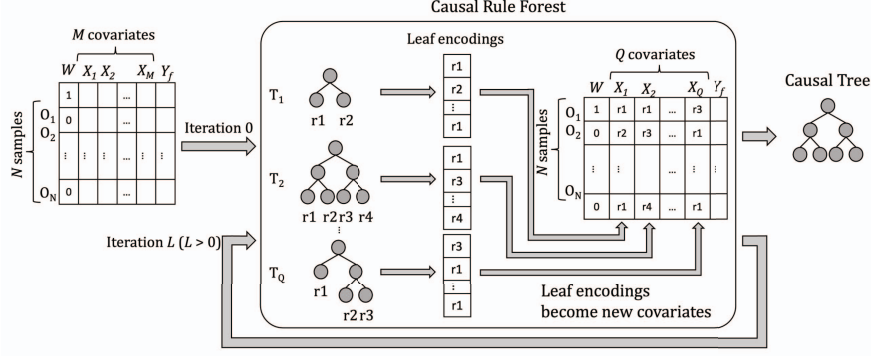 Causal Rule Forest
M covariates
W X1 X2 XM Yf
1 ...
O1 0 ...
O2
⋮ ⋮ ⋮ ... ⋮
ON 0 ...
N samples
Iteration 0
Iteration L (L > 0)
Leaf encodings
T1
r1 r2
r1
r2
⋮
r1
T2
r1 r2 r3 r4
r1
r3
⋮
r4
⋮
TQ
r1
r2 r3
r3
r1
⋮
r1
Q covariates
W X1 X2 XQ Yf
O1 1 r1 r1 ... r3
O2 0 r2 r3 ... r1
⋮ ⋮ ... ⋮
ON 0 r1 r4 ... r1
N samples
Leaf encodings
become new covariates
Causal Tree